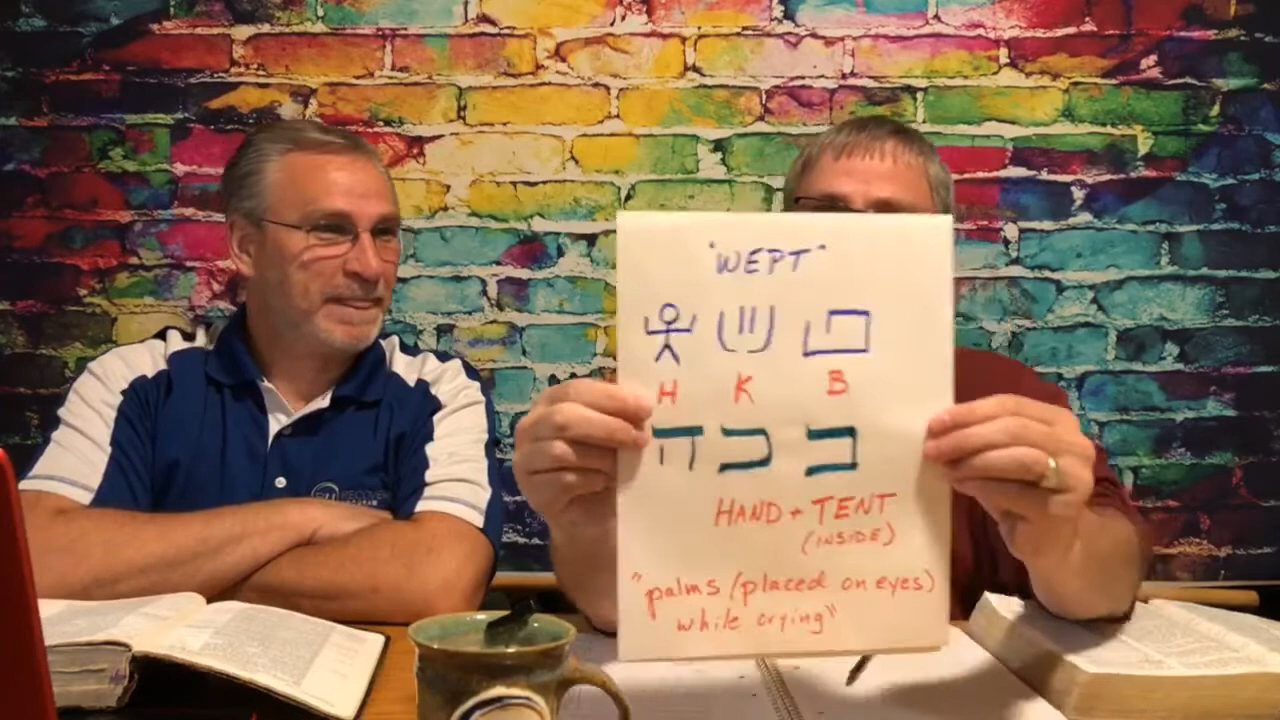 "WEPT"
H K B
בכה
HAND + TENT
(INSIDE)
"palms (placed on eyes)
while crying"